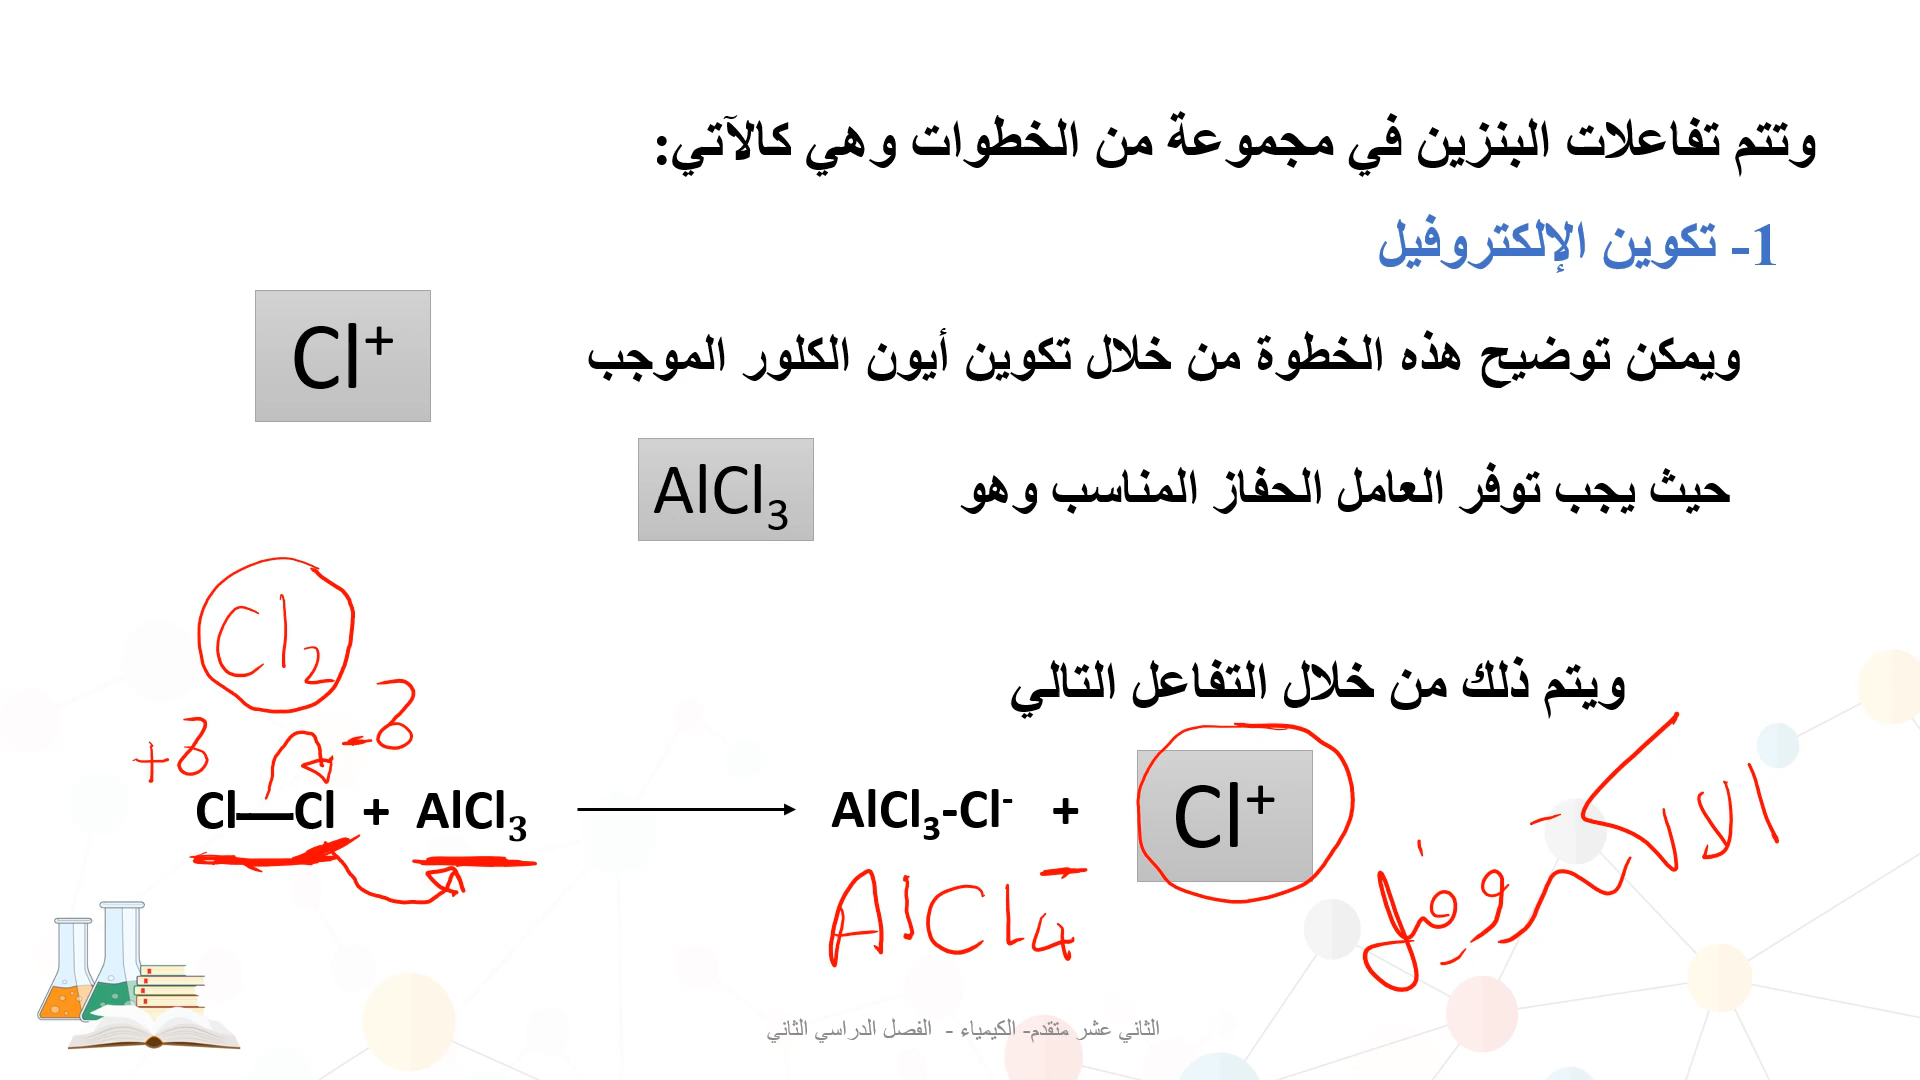 وتتم تفاعلات البنزين في مجموعة من الخطوات وهي كالآتي:
1- تكوين الإلكتروفيل
ويمكن توضيح هذه الخطوة من خلال تكوين أيون الكلور الموجب Cl⁺
حيث يجب توفر العامل الحفاز المناسب وهو AlCl₃
ويتم ذلك من خلال التفاعل التالي
Cl₂
+δ -δ
Cl—Cl + AlCl₃ ⟶ AlCl₃-Cl⁻ + Cl⁺
AlCl₄
الالكتروفيل
الثاني عشر متقدم- الكيمياء - الفصل الدراسي الثاني